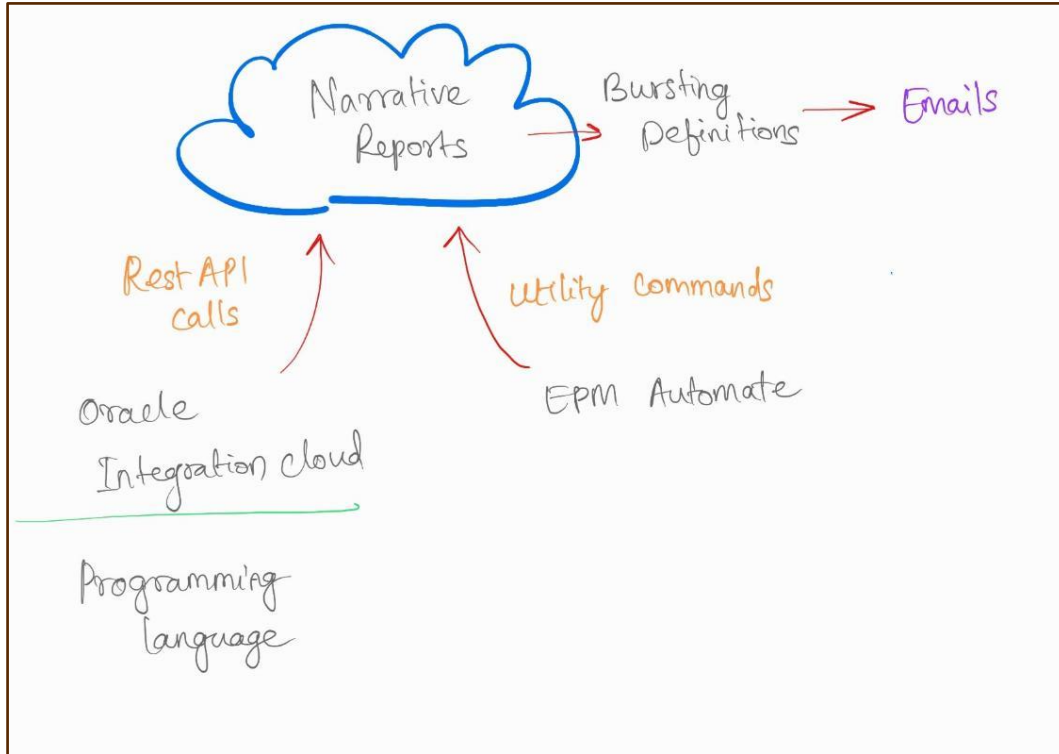 Narrative
Reports
Bursting
Definitions
Emails
Rest API
calls
Utility Commands
Oracle
Integration cloud
EPM Automate
Programming
language